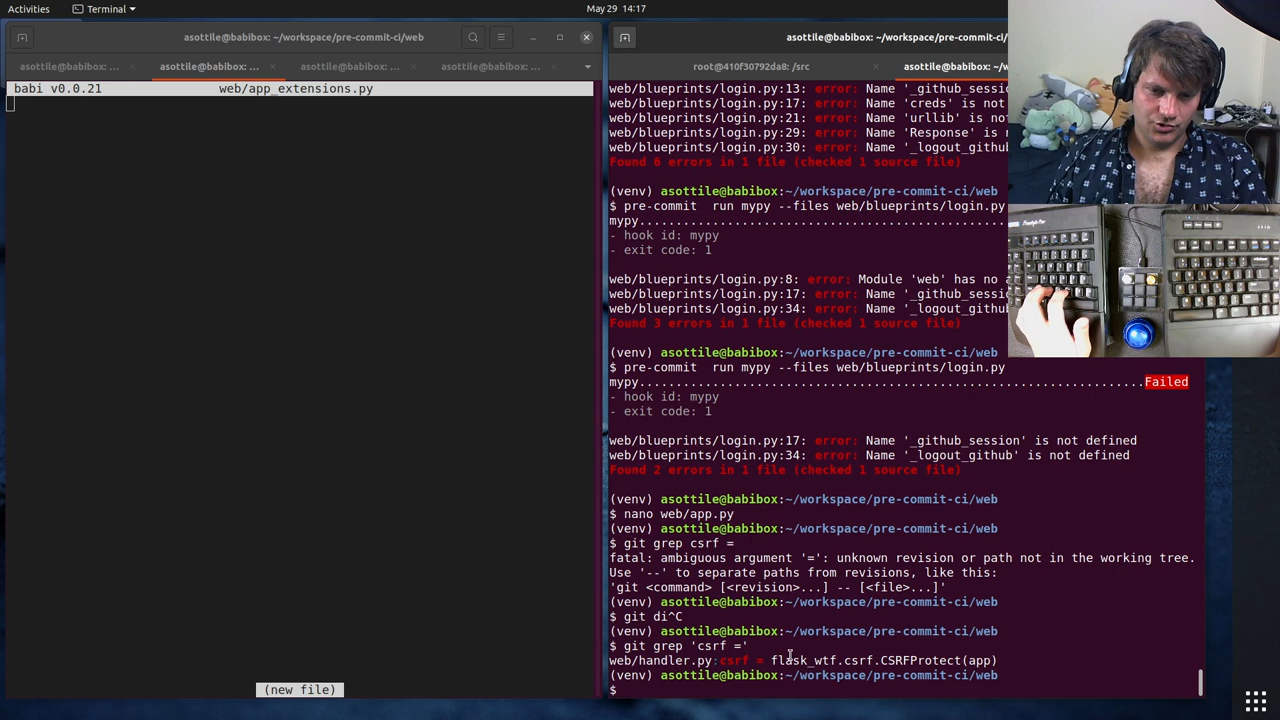 Activities
Terminal
May 29 14:17
asottile@babibox: ~/workspace/pre-commit-ci/web
asottile@babibox: ...
asottile@babibox: ...
asottile@babibox: ...
asottile@babibox: ...
babi v0.0.21 web/app_extensions.py
(new file)
asottile@babibox: ~/workspace/pre-commit-ci/
root@410f30792da8: /src
asottile@babibox: ~/w
web/blueprints/login.py:13: error: Name '_github_sessi
web/blueprints/login.py:17: error: Name 'creds' is not
web/blueprints/login.py:21: error: Name 'urllib' is no
web/blueprints/login.py:29: error: Name 'Response' is n
web/blueprints/login.py:30: error: Name '_logout_github
Found 6 errors in 1 file (checked 1 source file)
(venv) asottile@babibox:~/workspace/pre-commit-ci/web
$ pre-commit  run mypy --files web/blueprints/login.py
mypy.....................................................
- hook id: mypy
- exit code: 1
web/blueprints/login.py:8: error: Module 'web' has no a
web/blueprints/login.py:17: error: Name '_github_sessio
web/blueprints/login.py:34: error: Name '_logout_github
Found 3 errors in 1 file (checked 1 source file)
(venv) asottile@babibox:~/workspace/pre-commit-ci/web
$ pre-commit  run mypy --files web/blueprints/login.py
mypy.....................................................................Failed
- hook id: mypy
- exit code: 1
web/blueprints/login.py:17: error: Name '_github_session' is not defined
web/blueprints/login.py:34: error: Name '_logout_github' is not defined
Found 2 errors in 1 file (checked 1 source file)
(venv) asottile@babibox:~/workspace/pre-commit-ci/web
$ nano web/app.py
(venv) asottile@babibox:~/workspace/pre-commit-ci/web
$ git grep csrf =
fatal: ambiguous argument '=': unknown revision or path not in the working tree.
Use '--' to separate paths from revisions, like this:
'git <command> [<revision>...] -- [<file>...]'
(venv) asottile@babibox:~/workspace/pre-commit-ci/web
$ git di^C
(venv) asottile@babibox:~/workspace/pre-commit-ci/web
$ git grep 'csrf ='
web/handler.py:csrf = flask_wtf.csrf.CSRFProtect(app)
(venv) asottile@babibox:~/workspace/pre-commit-ci/web
$